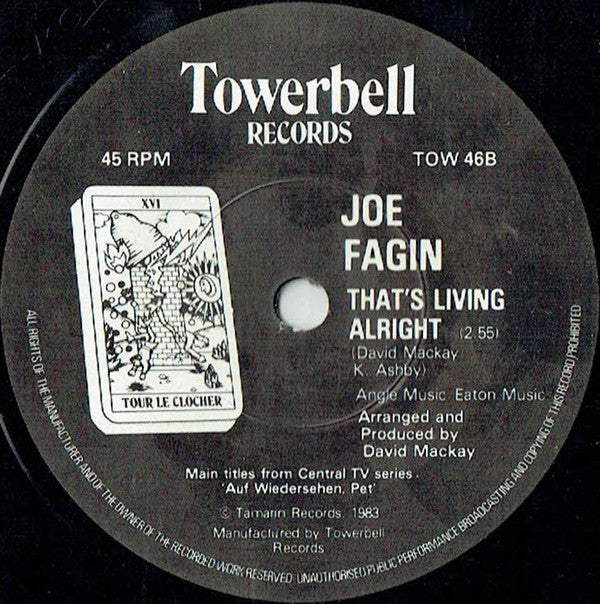 Towerbell
RECORDS
45 RPM
TOW 46B
XVI
TOUR LE CLOCHER
JOE
FAGIN
THAT'S LIVING
ALRIGHT (2.55)
(David Mackay
K. Ashby)
Angle Music Eaton Music
Arranged and
Produced by
David Mackay
Main titles from Central TV series
'Auf Wiedersehen, Pet'
℗ Tamarin Records, 1983
Manufactured by Towerbell
Records
ALL RIGHTS OF THE MANUFACTURER AND OF THE OWNER OF THE RECORDED WORK RESERVED. UNAUTHORISED PUBLIC PERFORMANCE BROADCASTING AND COPYING OF THIS RECORD PROHIBITED